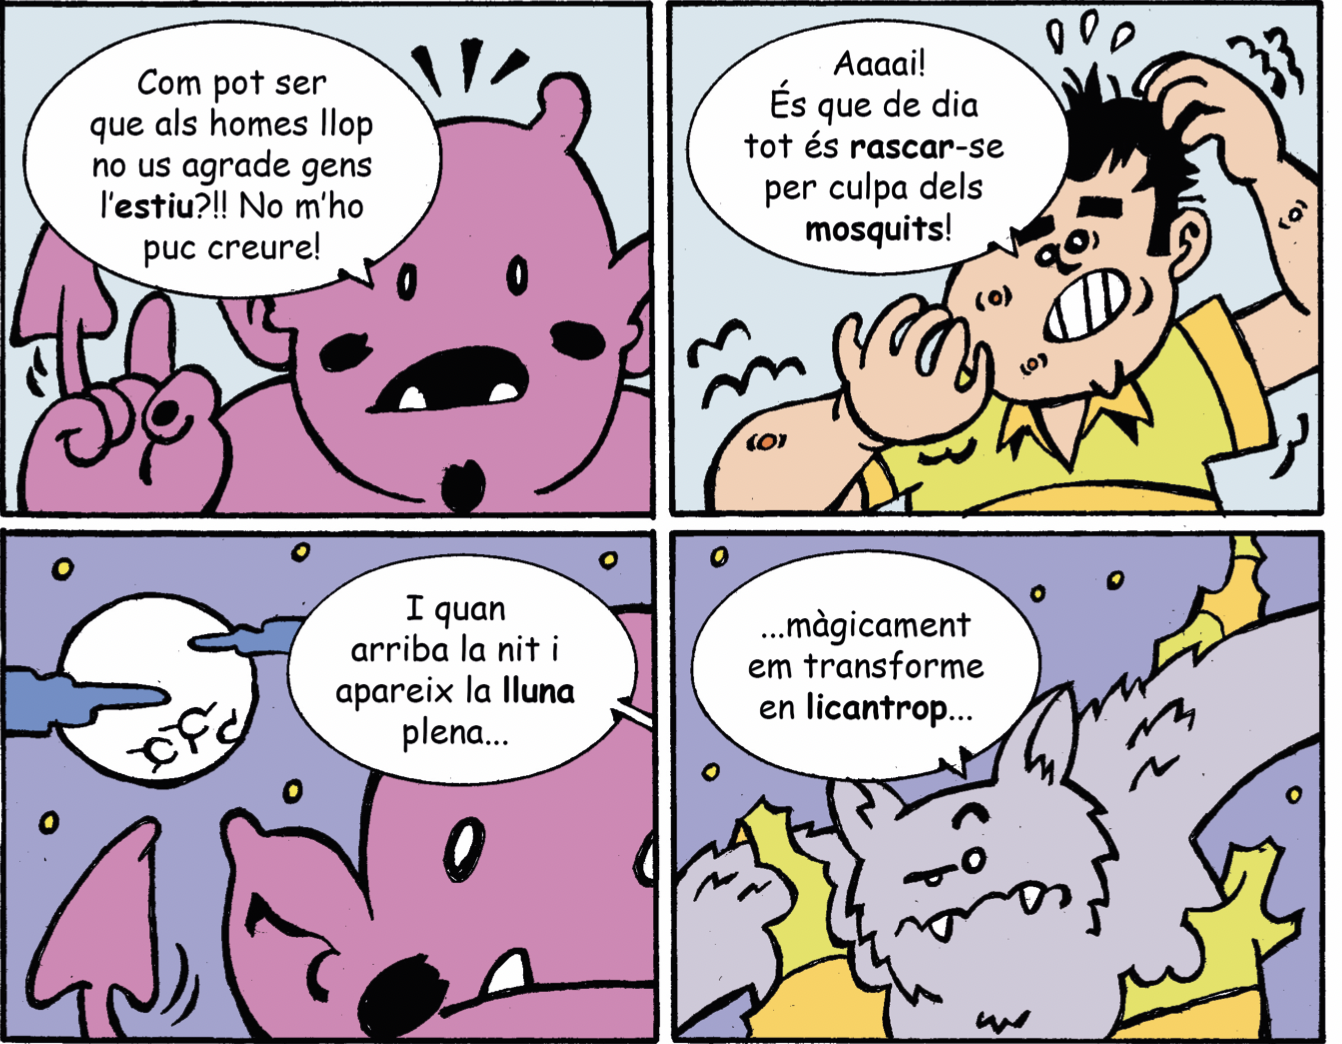 Com pot ser
que als homes llop
no us agrade gens
l'estiu?!! No m'ho
puc creure!
Aaaai!
És que de dia
tot és rascar-se
per culpa dels
mosquits!
I quan
arriba la nit i
apareix la lluna
plena...
...màgicament
em transforme
en licantrop...